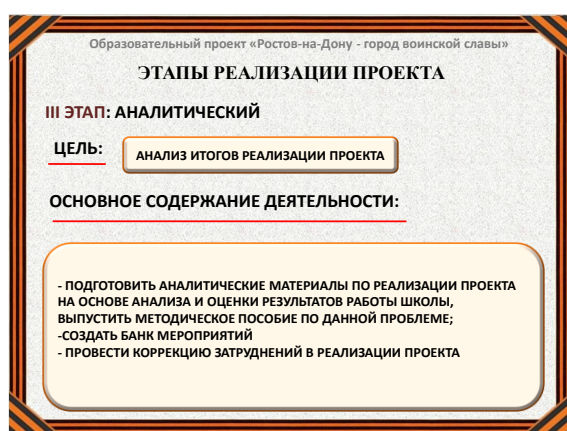 Образовательный проект «Ростов-на-Дону - город воинской славы»
ЭТАПЫ РЕАЛИЗАЦИИ ПРОЕКТА
III ЭТАП: АНАЛИТИЧЕСКИЙ
ЦЕЛЬ:
АНАЛИЗ ИТОГОВ РЕАЛИЗАЦИИ ПРОЕКТА
ОСНОВНОЕ СОДЕРЖАНИЕ ДЕЯТЕЛЬНОСТИ:
- ПОДГОТОВИТЬ АНАЛИТИЧЕСКИЕ МАТЕРИАЛЫ ПО РЕАЛИЗАЦИИ ПРОЕКТА
НА ОСНОВЕ АНАЛИЗА И ОЦЕНКИ РЕЗУЛЬТАТОВ РАБОТЫ ШКОЛЫ,
ВЫПУСТИТЬ МЕТОДИЧЕСКОЕ ПОСОБИЕ ПО ДАННОЙ ПРОБЛЕМЕ;
-СОЗДАТЬ БАНК МЕРОПРИЯТИЙ
- ПРОВЕСТИ КОРРЕКЦИЮ ЗАТРУДНЕНИЙ В РЕАЛИЗАЦИИ ПРОЕКТА